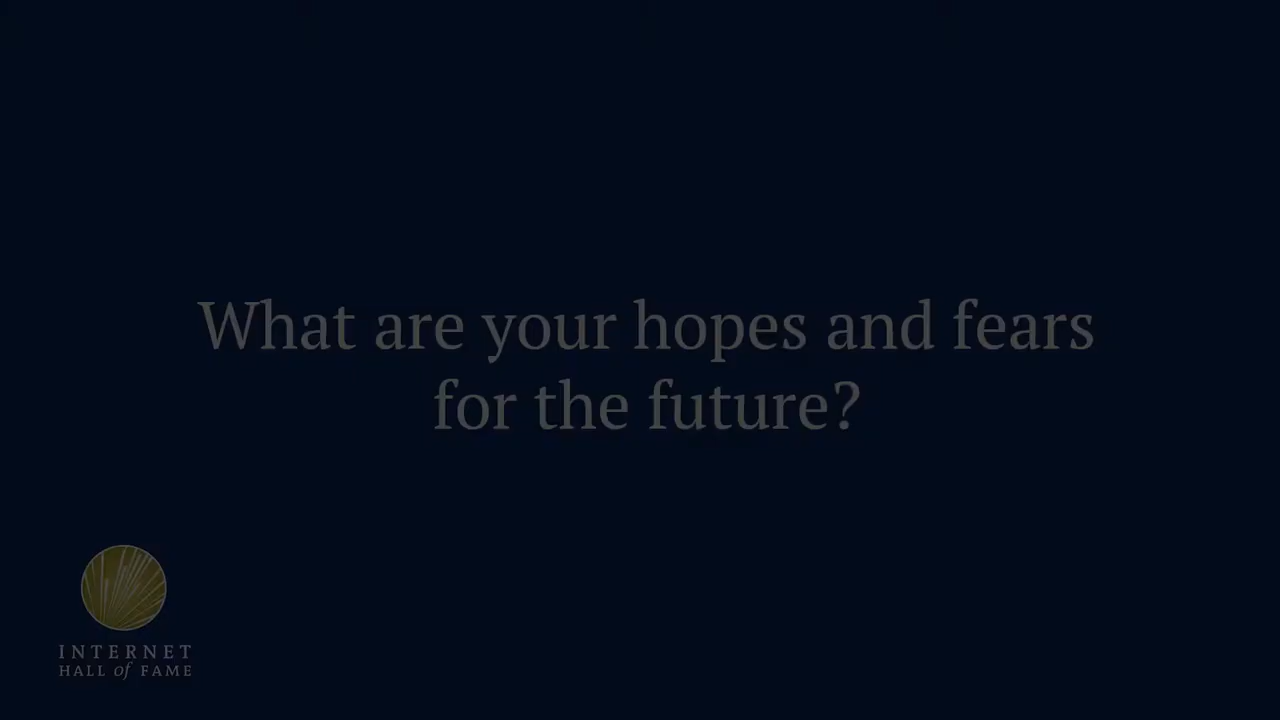 What are your hopes and fears
for the future?
INTERNET
HALL of FAME